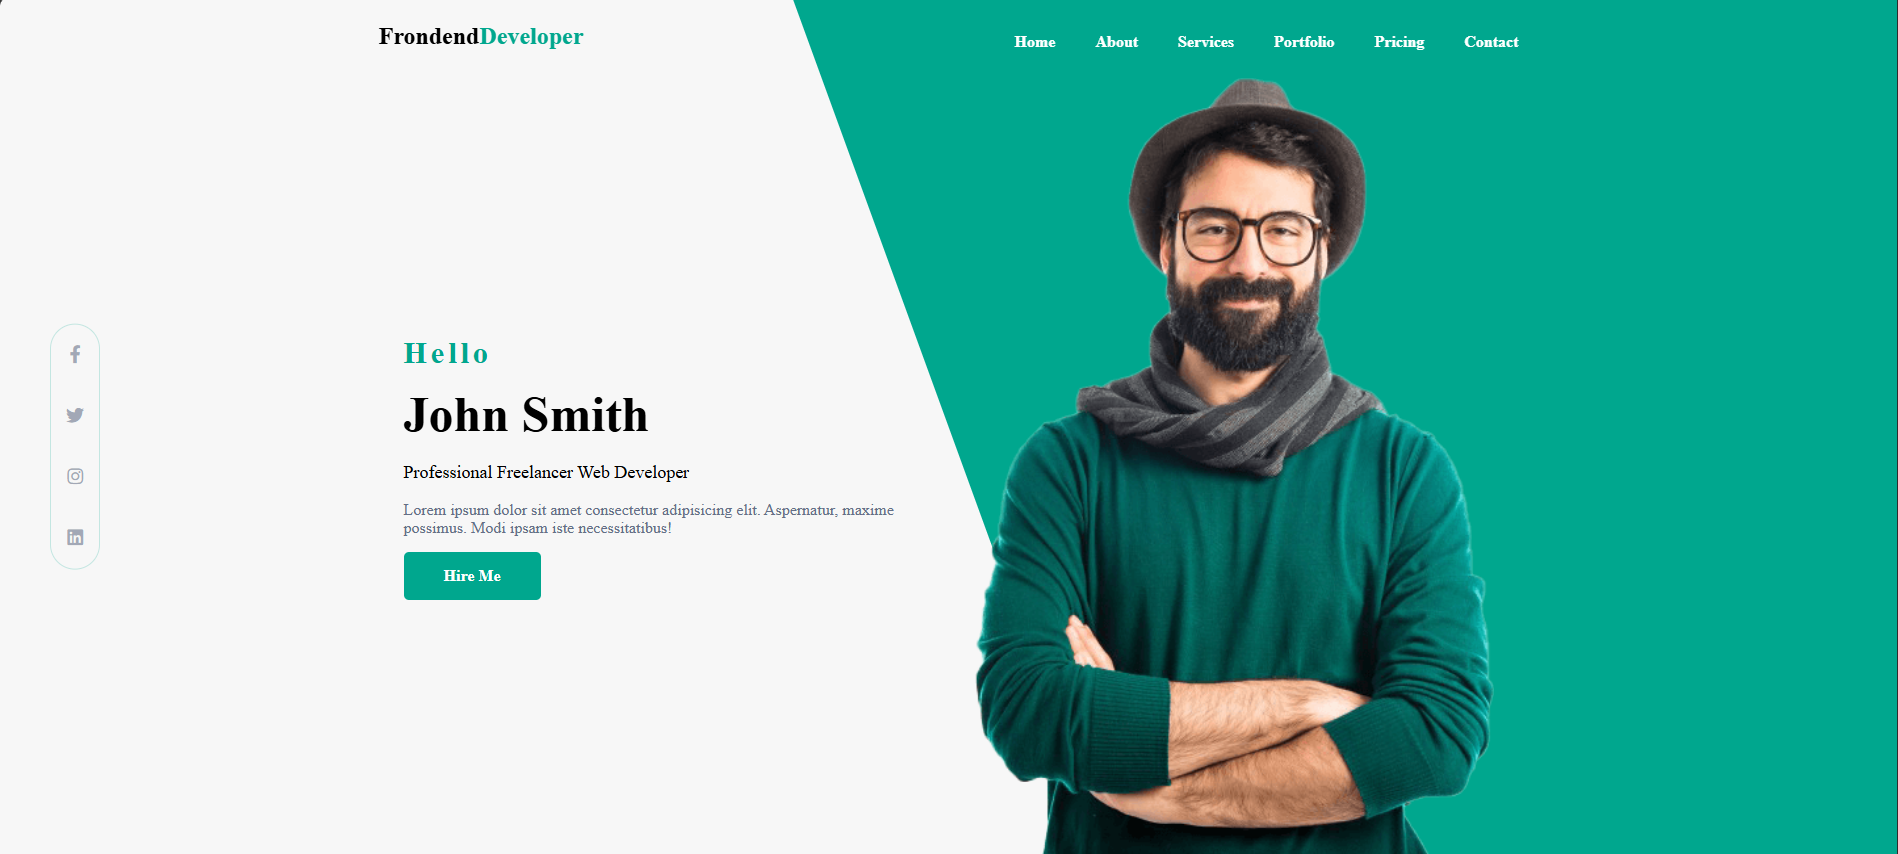 FrondendDeveloper
Home About Services Portfolio Pricing Contact
Hello
John Smith
Professional Freelancer Web Developer
Lorem ipsum dolor sit amet consectetur adipisicing elit. Aspernatur, maxime
possimus. Modi ipsam iste necessitatibus!
Hire Me